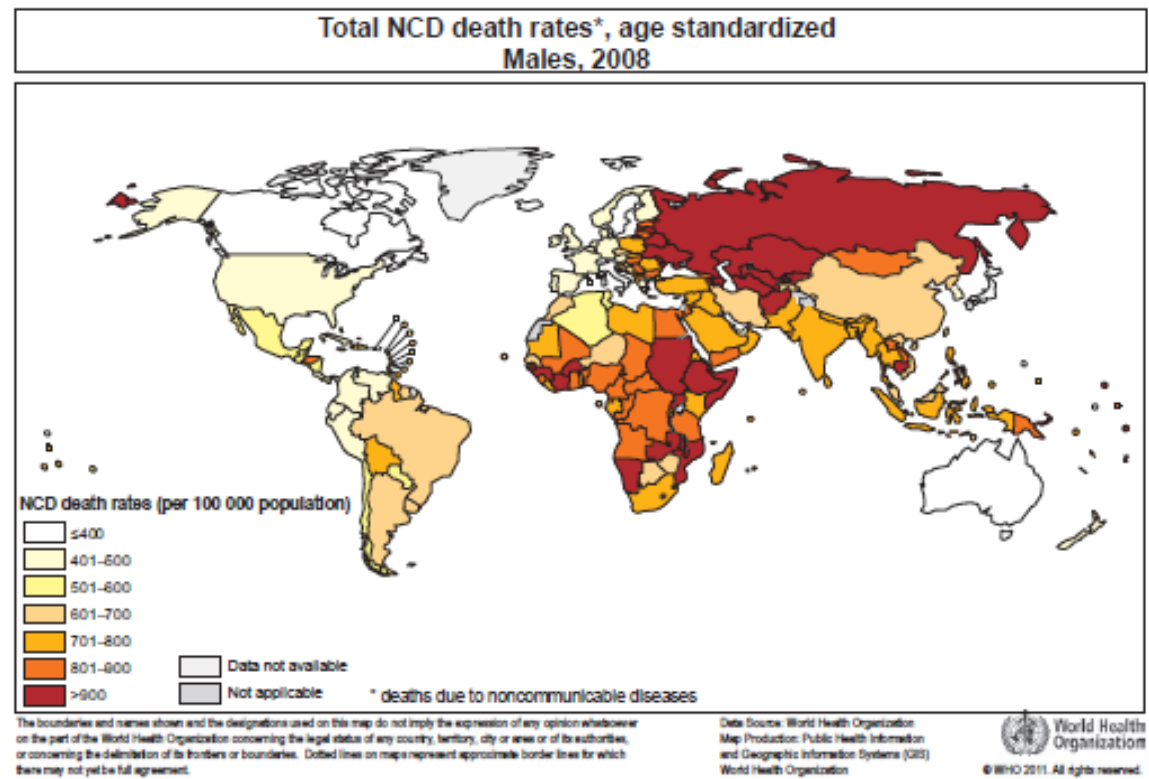 Total NCD death rates*, age standardized
Males, 2008
NCD death rates (per 100 000 population)
≤400
401–500
501–600
601–700
701–800
801–900
>900
Data not available
Not applicable
* deaths due to noncommunicable diseases
The boundaries and names shown and the designations used on this map do not imply the expression of any opinion whatsoever
on the part of the World Health Organization concerning the legal status of any country, territory, city or area or of its authorities,
or concerning the delimitation of its frontiers or boundaries. Dotted lines on maps represent approximate border lines for which
there may not yet be full agreement.
Data Source: World Health Organization
Map Production: Public Health Information
and Geographic Information Systems (GIS)
World Health Organization
World Health
Organization
© WHO 2011. All rights reserved.